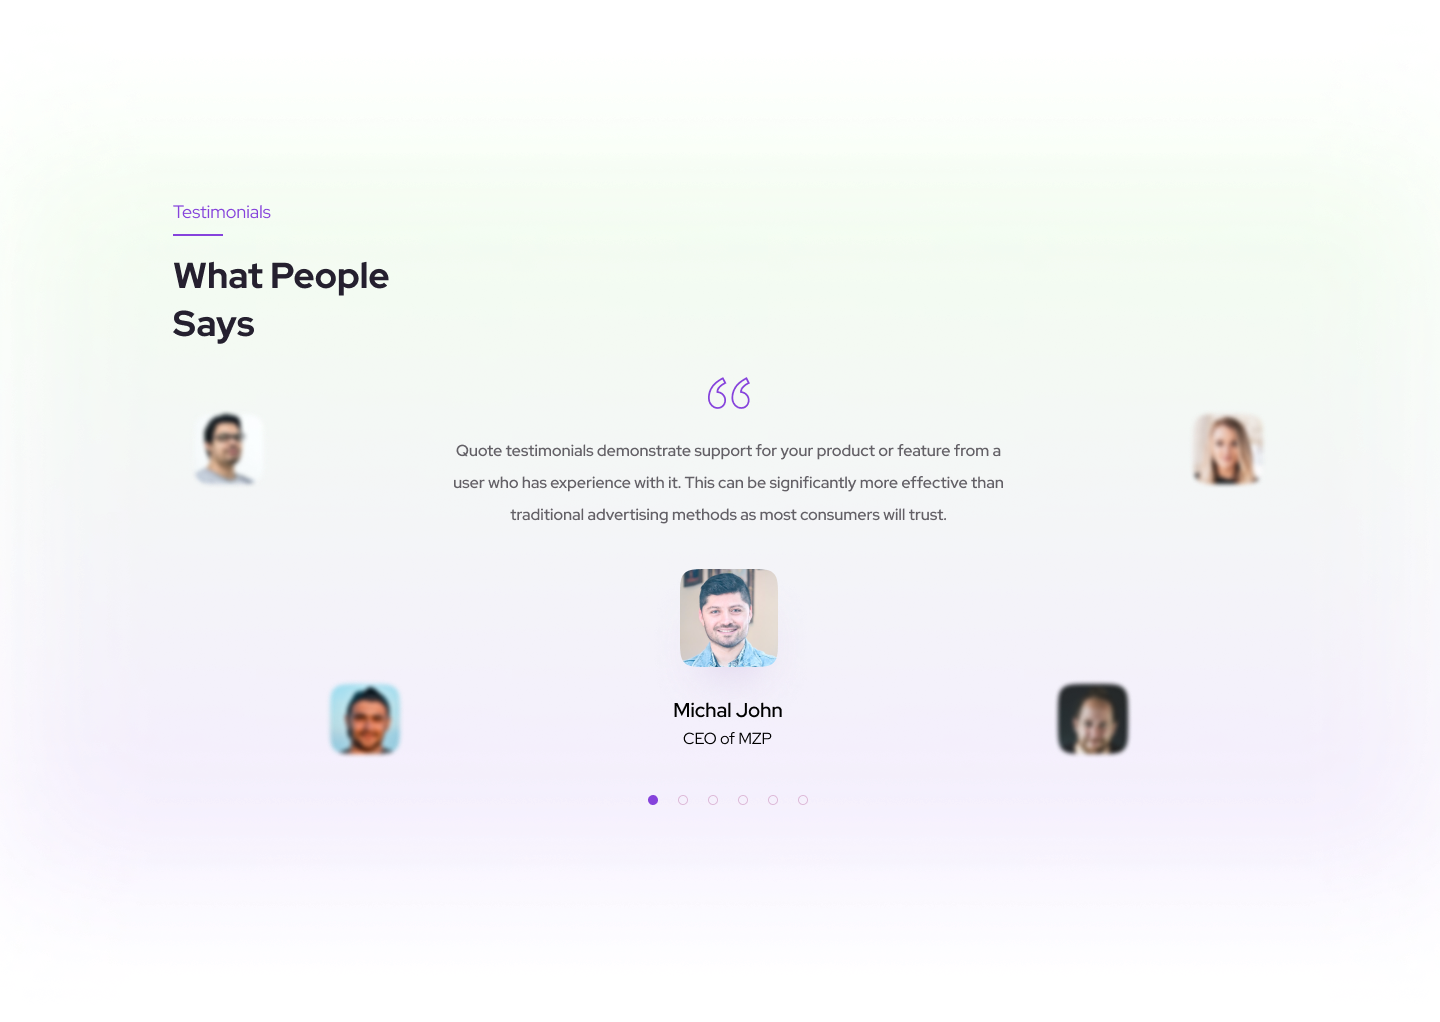 Testimonials
What People
Says
“
Quote testimonials demonstrate support for your product or feature from a
user who has experience with it. This can be significantly more effective than
traditional advertising methods as most consumers will trust.
Michal John
CEO of MZP